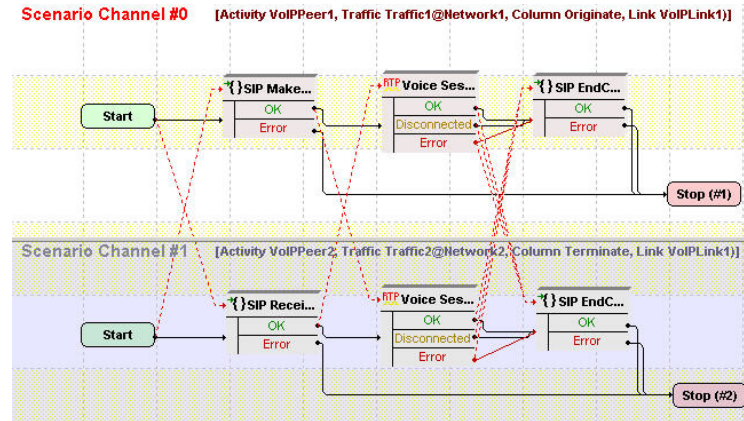 Scenario Channel #0 [Activity VoIPPeer1, Traffic Traffic1@Network1, Column Originate, Link VoIPLink1)]
{}SIP Make... RTP Voice Ses... {}SIP EndC...
Start OK OK OK
Error Disconnected Error
Error
Stop (#1)
Scenario Channel #1 [Activity VoIPPeer2, Traffic Traffic2@Network2, Column Terminate, Link VoIPLink1)]
{}SIP Recei... RTP Voice Ses... {}SIP EndC...
Start OK OK OK
Error Disconnected Error
Error
Stop (#2)